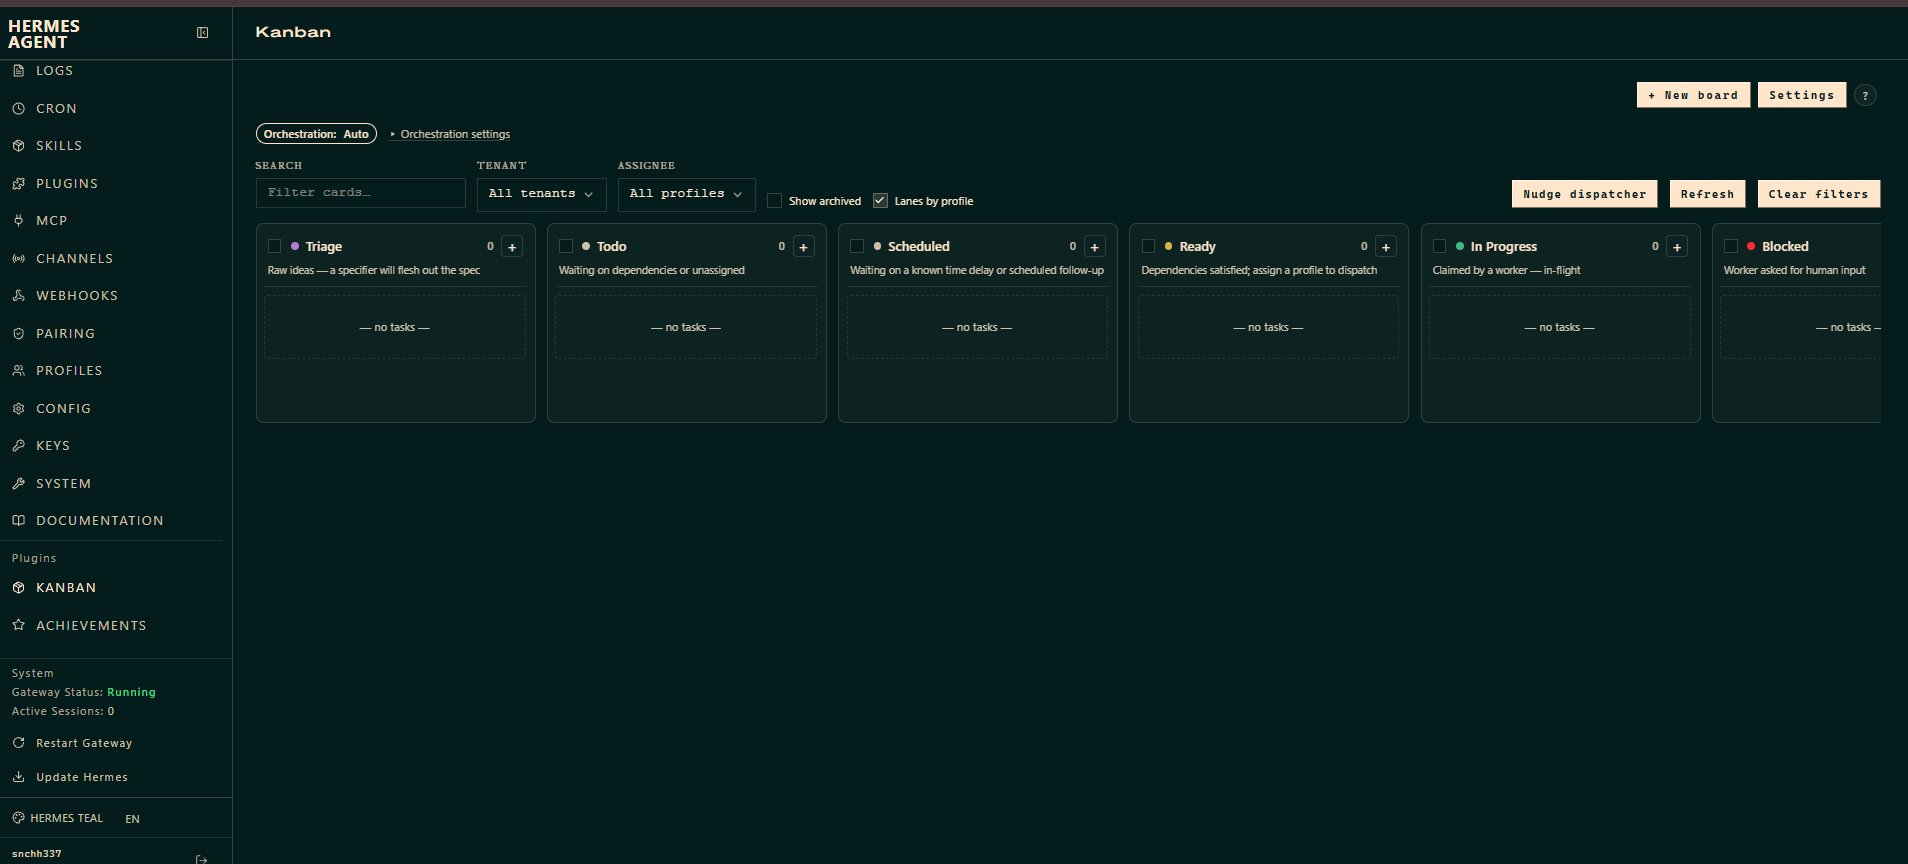 HERMES
AGENT
LOGS
CRON
SKILLS
PLUGINS
MCP
CHANNELS
WEBHOOKS
PAIRING
PROFILES
CONFIG
KEYS
SYSTEM
DOCUMENTATION
Plugins
KANBAN
ACHIEVEMENTS
System
Gateway Status: Running
Active Sessions: 0
Restart Gateway
Update Hermes
HERMES TEAL EN
snchh337
Kanban
+ New board Settings ?
Orchestration: Auto ▸ Orchestration settings
SEARCH TENANT ASSIGNEE
Filter cards… All tenants All profiles Show archived Lanes by profile Nudge dispatcher Refresh Clear filters
Triage 0 +
Raw ideas — a specifier will flesh out the spec
— no tasks —
Todo 0 +
Waiting on dependencies or unassigned
— no tasks —
Scheduled 0 +
Waiting on a known time delay or scheduled follow-up
— no tasks —
Ready 0 +
Dependencies satisfied; assign a profile to dispatch
— no tasks —
In Progress 0 +
Claimed by a worker — in-flight
— no tasks —
Blocked
Worker asked for human input
— no tasks —